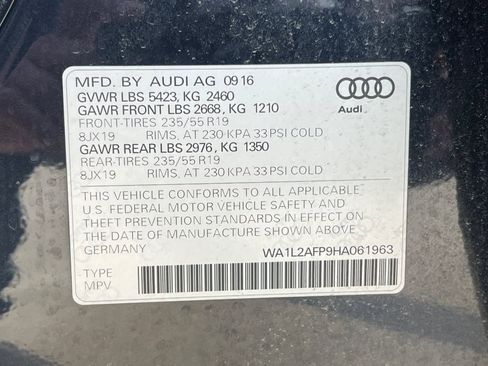 MFD. BY AUDI AG 0916
GVWR LBS 5423, KG 2460
GAWR FRONT LBS 2668, KG 1210
FRONT-TIRES 235/55 R19
8JX19 RIMS, AT 230 KPA 33 PSI COLD
GAWR REAR LBS 2976, KG 1350
REAR-TIRES 235/55 R19
8JX19 RIMS, AT 230 KPA 33 PSI COLD
Audi
THIS VEHICLE CONFORMS TO ALL APPLICABLE
U.S. FEDERAL MOTOR VEHICLE SAFETY AND
THEFT PREVENTION STANDARDS IN EFFECT ON
THE DATE OF MANUFACTURE SHOWN ABOVE
GERMANY WA1L2AFP9HA061963
TYPE
MPV